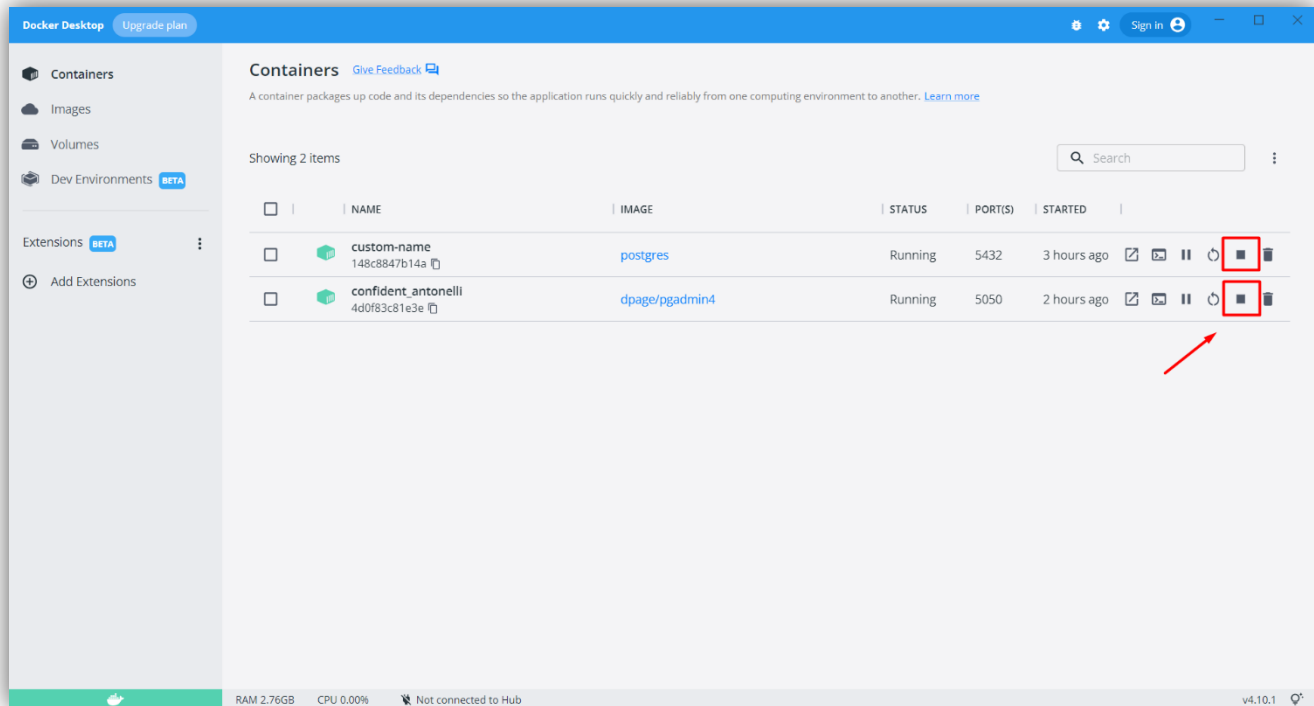 Docker Desktop Upgrade plan Sign in
Containers
Images
Volumes
Dev Environments BETA
Extensions BETA
Add Extensions
Containers Give Feedback
A container packages up code and its dependencies so the application runs quickly and reliably from one computing environment to another. Learn more
Showing 2 items Search
NAME IMAGE STATUS PORT(S) STARTED
custom-name postgres Running 5432 3 hours ago
148c8847b14a
confident_antonelli dpage/pgadmin4 Running 5050 2 hours ago
4d0f83c81e3e
RAM 2.76GB CPU 0.00% Not connected to Hub v4.10.1